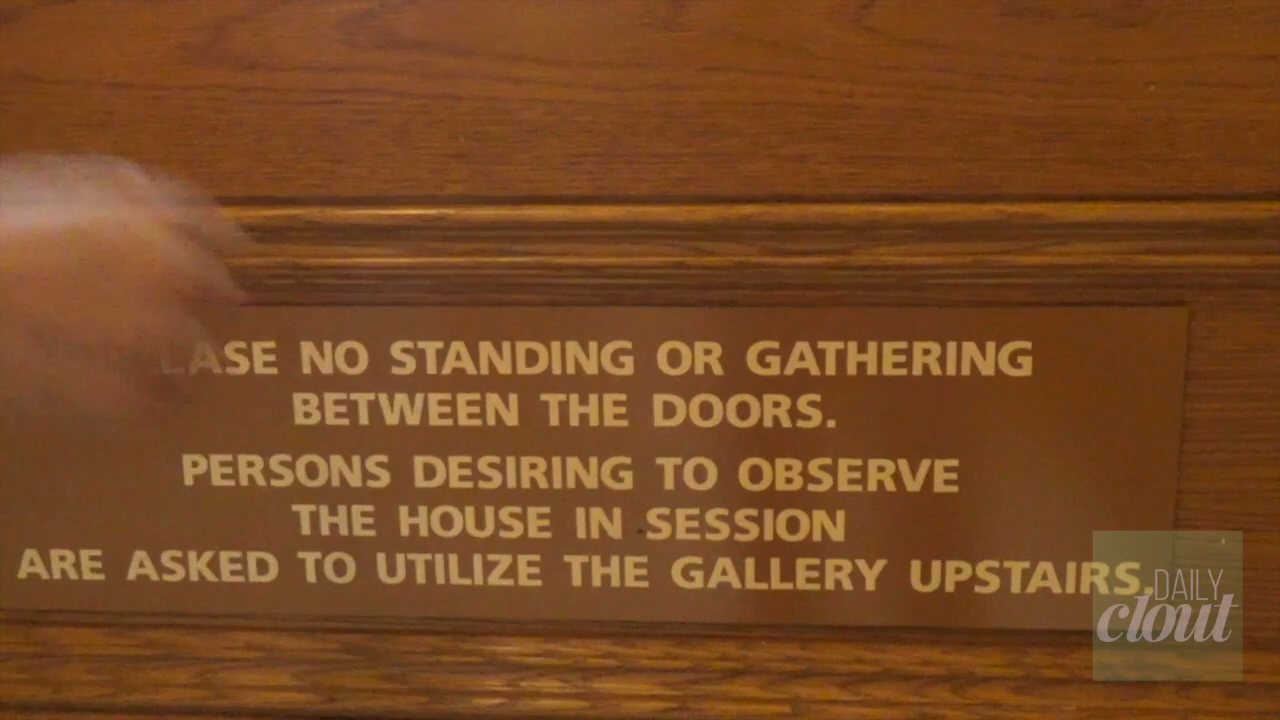 EASE NO STANDING OR GATHERING
BETWEEN THE DOORS.
PERSONS DESIRING TO OBSERVE
THE HOUSE IN SESSION
ARE ASKED TO UTILIZE THE GALLERY UPSTAIRS.
DAILY
clout